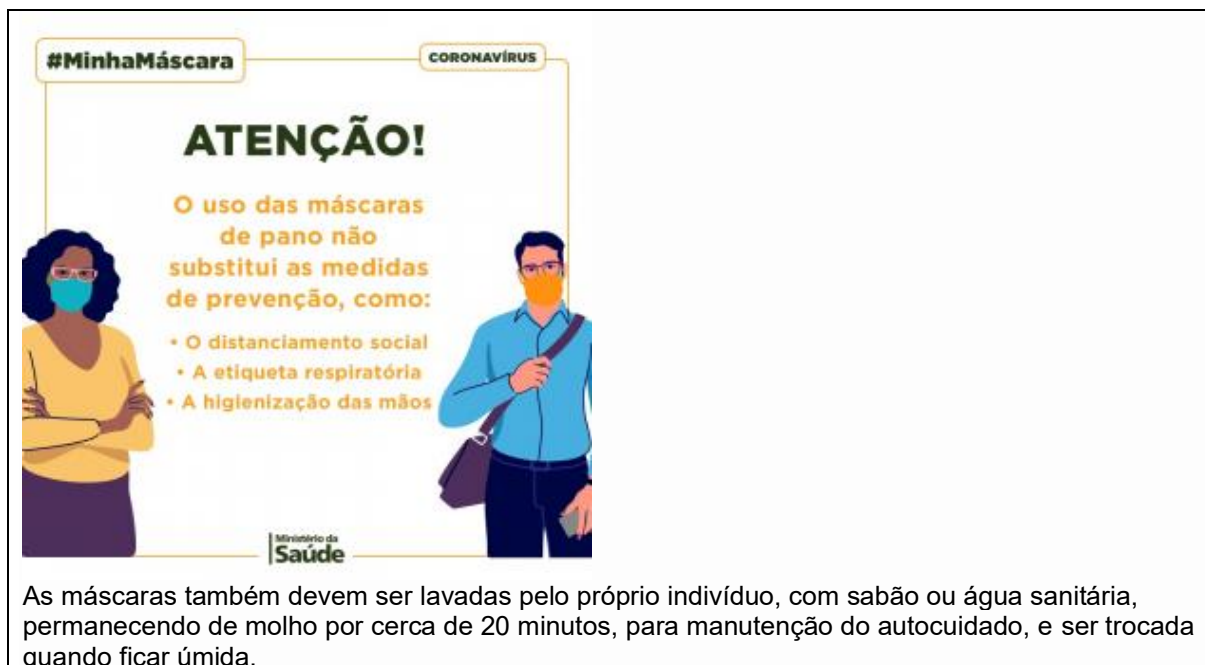 #MinhaMáscara
CORONAVÍRUS
ATENÇÃO!
O uso das máscaras
de pano não
substitui as medidas
de prevenção, como:
• O distanciamento social
• A etiqueta respiratória
• A higienização das mãos
Ministério da
Saúde
As máscaras também devem ser lavadas pelo próprio indivíduo, com sabão ou água sanitária,
permanecendo de molho por cerca de 20 minutos, para manutenção do autocuidado, e ser trocada
quando ficar úmida.